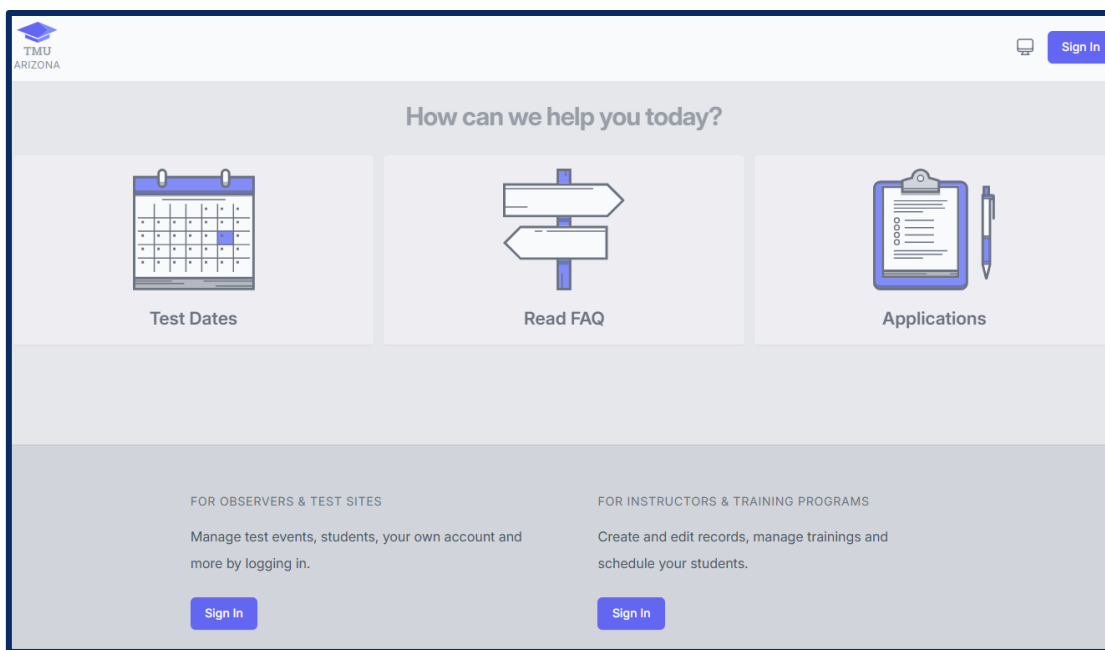 TMU
ARIZONA
Sign In
How can we help you today?
Test Dates
Read FAQ
Applications
FOR OBSERVERS & TEST SITES
Manage test events, students, your own account and
more by logging in.
Sign In
FOR INSTRUCTORS & TRAINING PROGRAMS
Create and edit records, manage trainings and
schedule your students.
Sign In